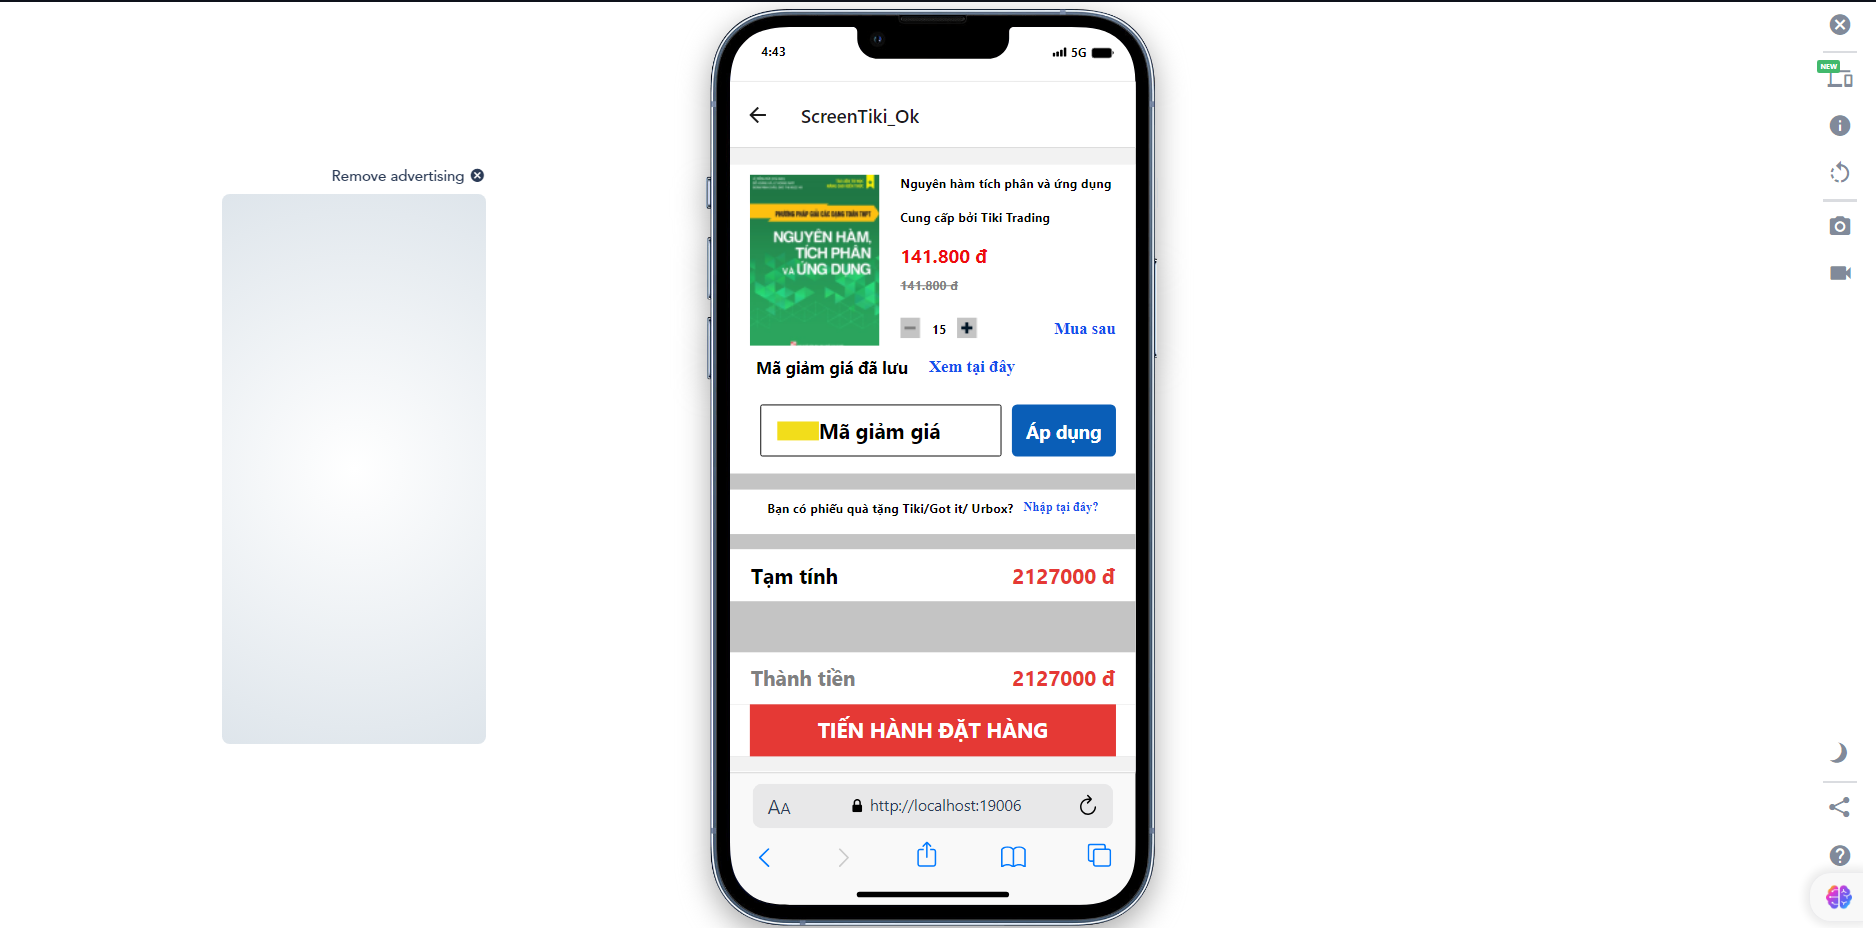 Remove advertising
4:43
5G
ScreenTiki_Ok
PHƯƠNG PHÁP GIẢI CÁC DẠNG TOÁN THPT
NGUYÊN HÀM,
TÍCH PHÂN
VÀ ỨNG DỤNG
Nguyên hàm tích phân và ứng dụng
Cung cấp bởi Tiki Trading
141.800 đ
141.800 đ
15
Mua sau
Mã giảm giá đã lưu Xem tại đây
Mã giảm giá
Áp dụng
Bạn có phiếu quà tặng Tiki/Got it/ Urbox? Nhập tại đây?
Tạm tính 2127000 đ
Thành tiền 2127000 đ
TIẾN HÀNH ĐẶT HÀNG
AA
http://localhost:19006
NEW